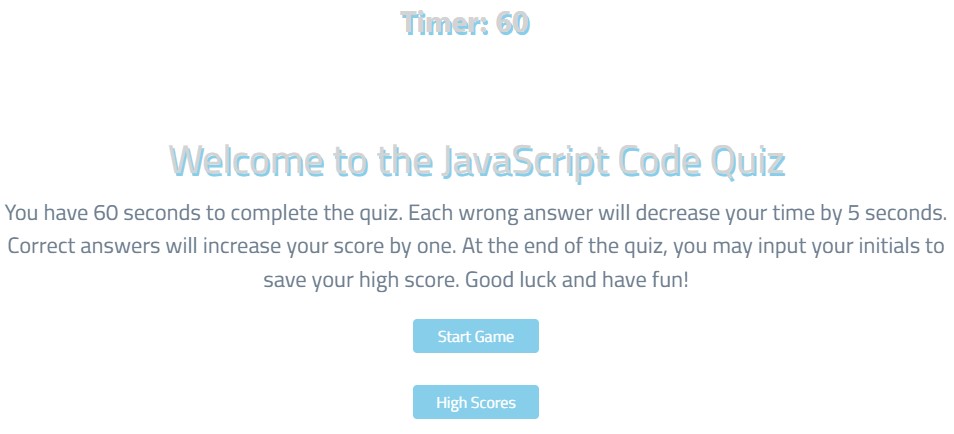 Timer: 60
Welcome to the JavaScript Code Quiz
You have 60 seconds to complete the quiz. Each wrong answer will decrease your time by 5 seconds.
Correct answers will increase your score by one. At the end of the quiz, you may input your initials to
save your high score. Good luck and have fun!
Start Game
High Scores